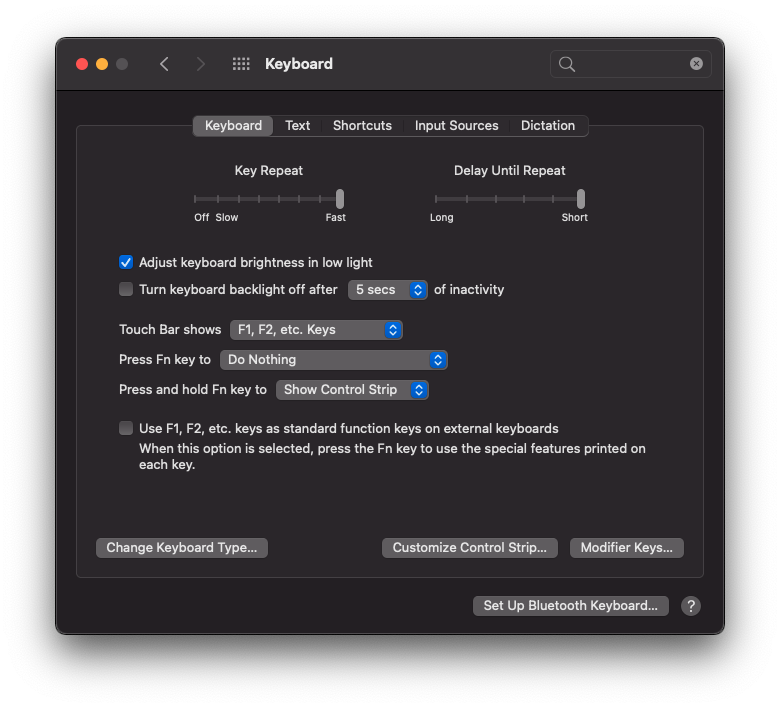 Keyboard
Keyboard Text Shortcuts Input Sources Dictation
Key Repeat Delay Until Repeat
Off Slow Fast Long Short
Adjust keyboard brightness in low light
Turn keyboard backlight off after 5 secs of inactivity
Touch Bar shows F1, F2, etc. Keys
Press Fn key to Do Nothing
Press and hold Fn key to Show Control Strip
Use F1, F2, etc. keys as standard function keys on external keyboards
When this option is selected, press the Fn key to use the special features printed on
each key.
Change Keyboard Type... Customize Control Strip... Modifier Keys...
Set Up Bluetooth Keyboard... ?